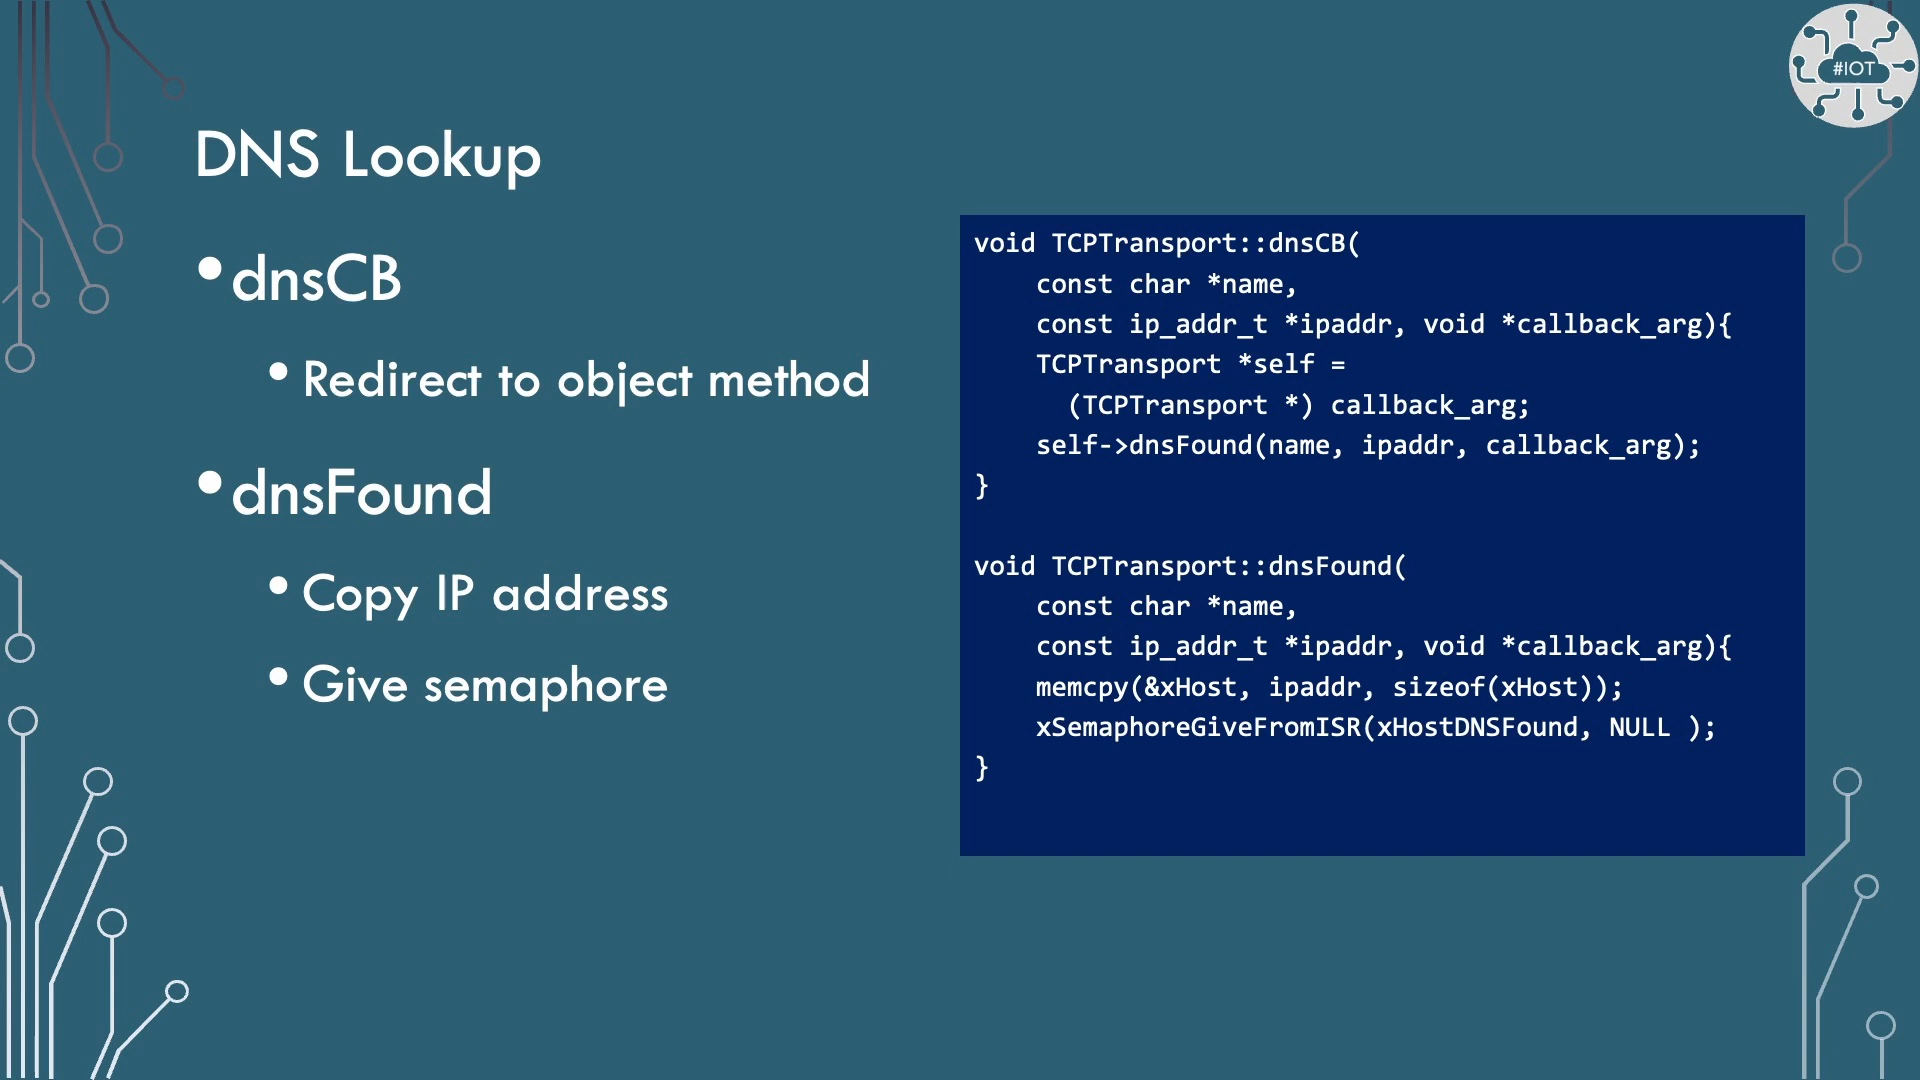 #IOT
DNS Lookup
•dnsCB
• Redirect to object method
•dnsFound
• Copy IP address
• Give semaphore
void TCPTransport::dnsCB(
    const char *name,
    const ip_addr_t *ipaddr, void *callback_arg){
    TCPTransport *self =
      (TCPTransport *) callback_arg;
    self->dnsFound(name, ipaddr, callback_arg);
}

void TCPTransport::dnsFound(
    const char *name,
    const ip_addr_t *ipaddr, void *callback_arg){
    memcpy(&xHost, ipaddr, sizeof(xHost));
    xSemaphoreGiveFromISR(xHostDNSFound, NULL );
}